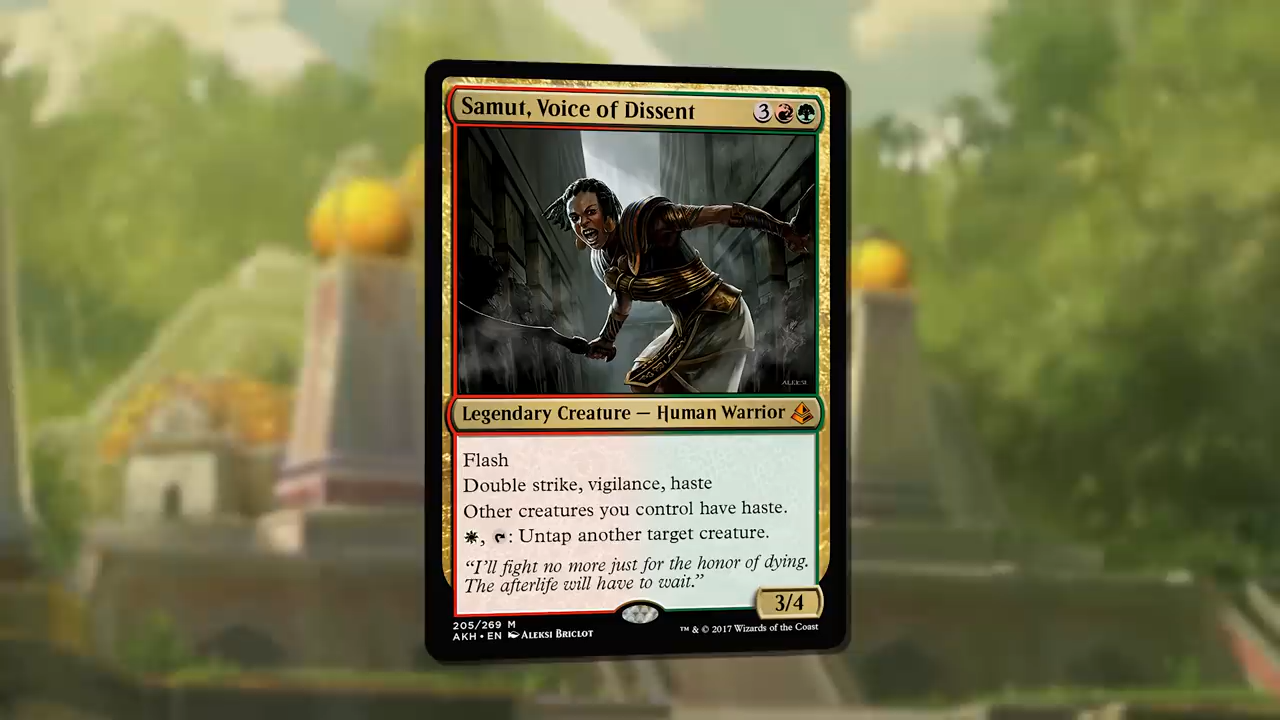 Samut, Voice of Dissent 3
ALEKSI
Legendary Creature — Human Warrior
Flash
Double strike, vigilance, haste
Other creatures you control have haste.
, : Untap another target creature.
“I’ll fight no more just for the honor of dying.
The afterlife will have to wait.”
3/4
205/269 M
AKH • EN Aleksi Briclot
™ & © 2017 Wizards of the Coast